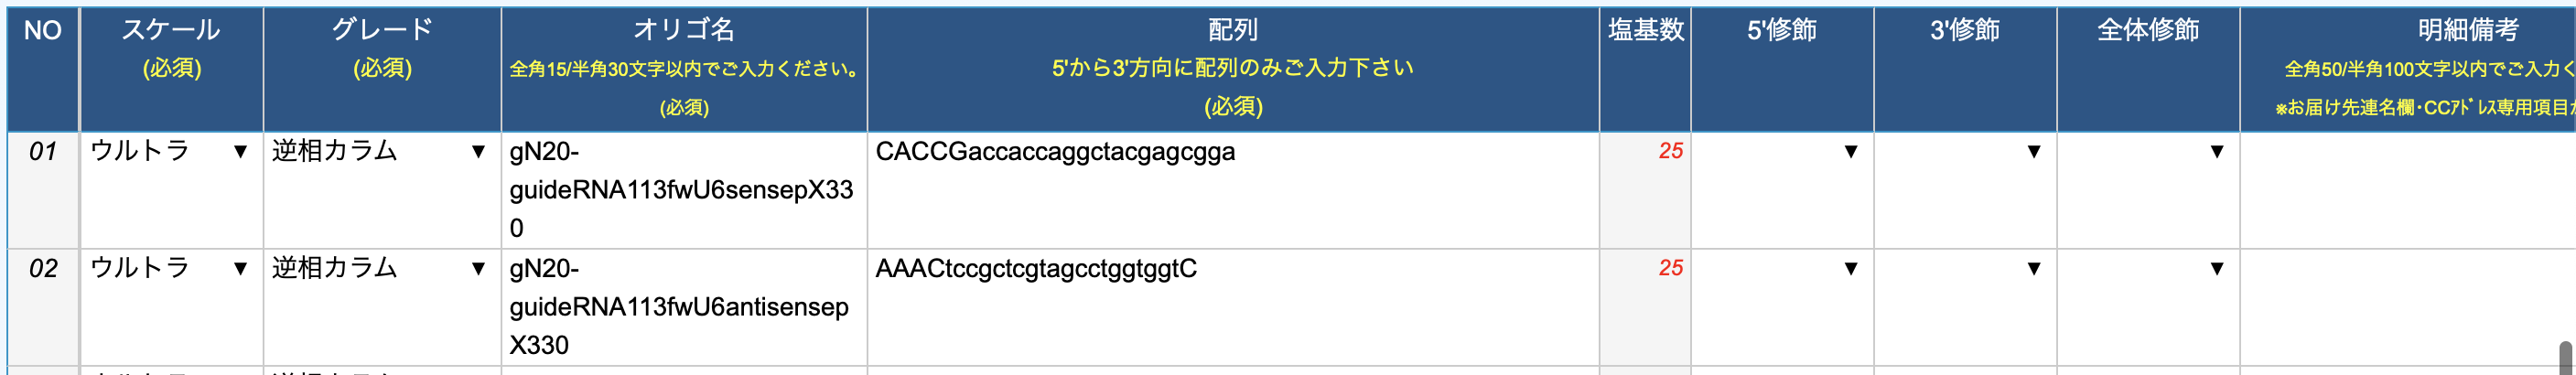 NO スケール グレード オリゴ名 配列 塩基数 5'修飾 3'修飾 全体修飾 明細備考
(必須) (必須) 全角15/半角30文字以内でご入力ください。 5'から3'方向に配列のみご入力下さい 全角50/半角100文字以内でご入力く
(必須) (必須) ※お届け先連名欄・CCｱﾄﾞﾚｽ専用項目が
01 ウルトラ ▼ 逆相カラム ▼ gN20- CACCGaccaccaggctacgagcgga 25 ▼ ▼ ▼
guideRNA113fwU6sensepX33
0
02 ウルトラ ▼ 逆相カラム ▼ gN20- AAACtccgctcgtagcctggtggtC 25 ▼ ▼ ▼
guideRNA113fwU6antisensep
X330